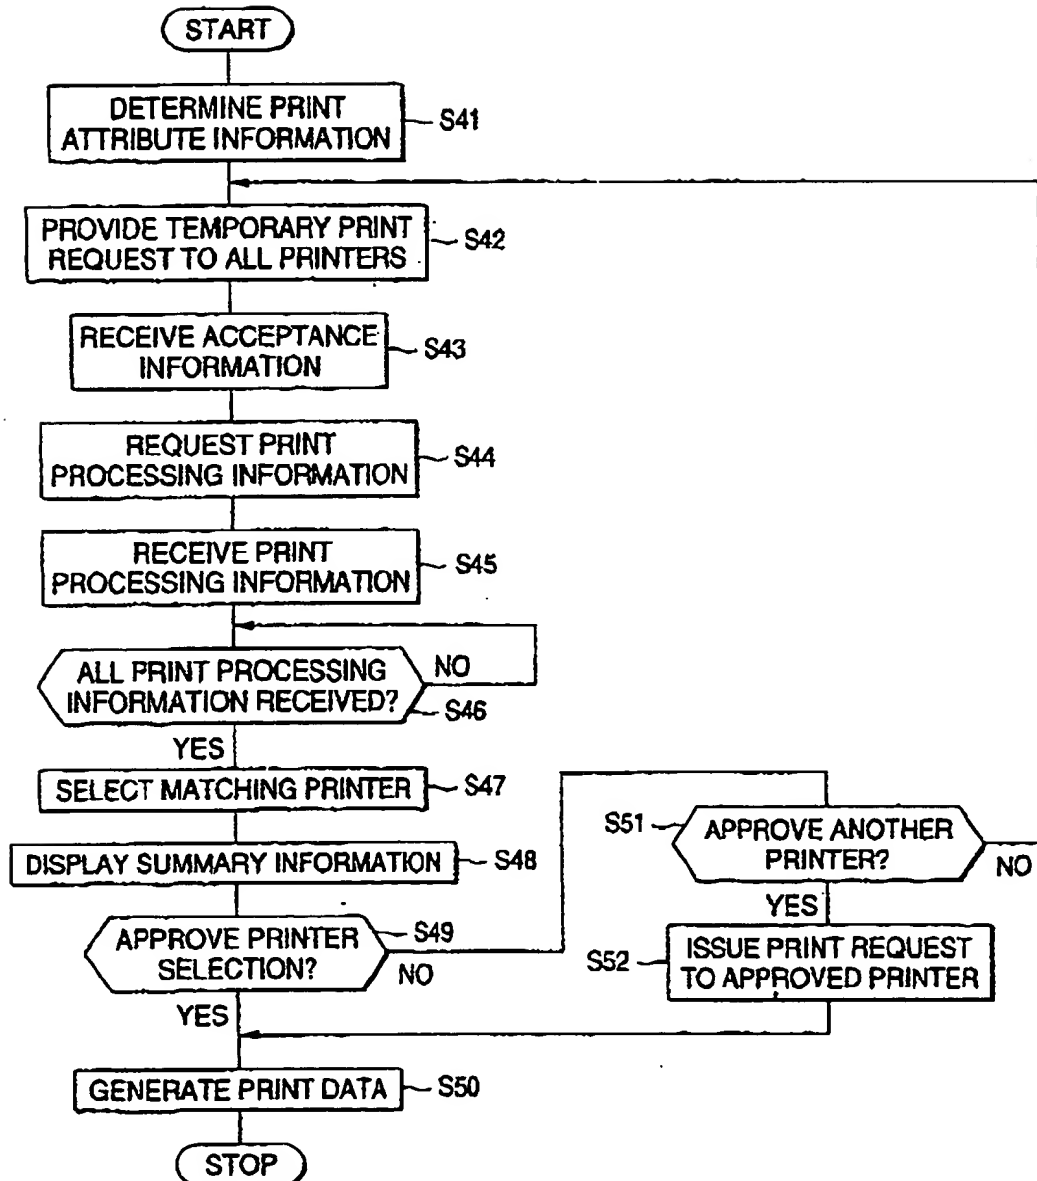 START
DETERMINE PRINT
ATTRIBUTE INFORMATION
S41
PROVIDE TEMPORARY PRINT
REQUEST TO ALL PRINTERS
S42
RECEIVE ACCEPTANCE
INFORMATION
S43
REQUEST PRINT
PROCESSING INFORMATION
S44
RECEIVE PRINT
PROCESSING INFORMATION
S45
ALL PRINT PROCESSING
INFORMATION RECEIVED?
NO
S46
YES
SELECT MATCHING PRINTER
S47
DISPLAY SUMMARY INFORMATION
S48
APPROVE PRINTER
SELECTION?
S49
NO
YES
S51
APPROVE ANOTHER
PRINTER?
NO
YES
S52
ISSUE PRINT REQUEST
TO APPROVED PRINTER
GENERATE PRINT DATA
S50
STOP